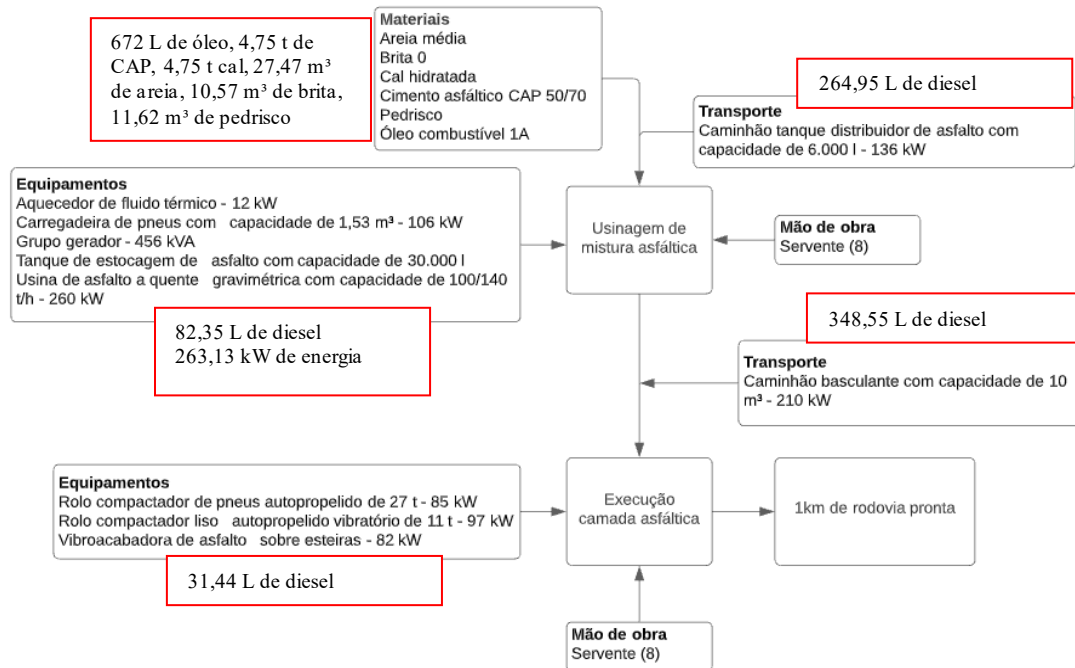 672 L de óleo, 4,75 t de
CAP, 4,75 t cal, 27,47 m³
de areia, 10,57 m³ de brita,
11,62 m³ de pedrisco
Materiais
Areia média
Brita 0
Cal hidratada
Cimento asfáltico CAP 50/70
Pedrisco
Óleo combustível 1A
264,95 L de diesel
Transporte
Caminhão tanque distribuidor de asfalto com
capacidade de 6.000 l - 136 kW
Equipamentos
Aquecedor de fluido térmico - 12 kW
Carregadeira de pneus com capacidade de 1,53 m³ - 106 kW
Grupo gerador - 456 kVA
Tanque de estocagem de asfalto com capacidade de 30.000 l
Usina de asfalto a quente gravimétrica com capacidade de 100/140
t/h - 260 kW
82,35 L de diesel
263,13 kW de energia
Usinagem de
mistura asfáltica
Mão de obra
Servente (8)
348,55 L de diesel
Transporte
Caminhão basculante com capacidade de 10
m³ - 210 kW
Equipamentos
Rolo compactador de pneus autopropelido de 27 t - 85 kW
Rolo compactador liso autopropelido vibratório de 11 t - 97 kW
Vibroacabadora de asfalto sobre esteiras - 82 kW
31,44 L de diesel
Execução
camada asfáltica
1km de rodovia pronta
Mão de obra
Servente (8)